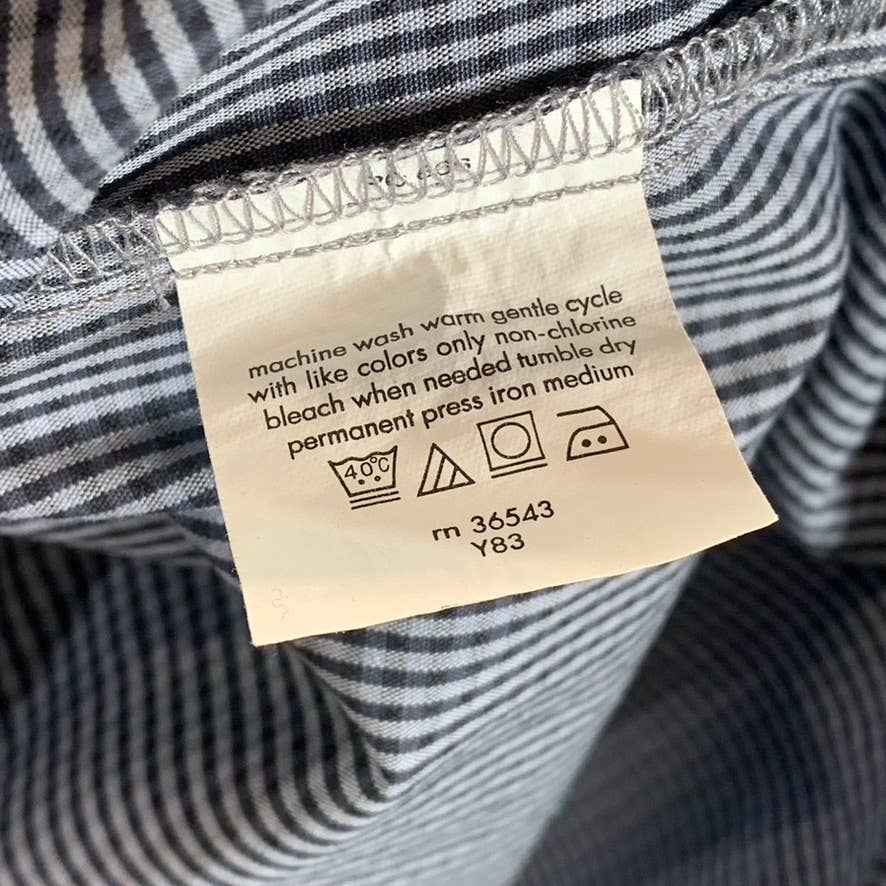 machine wash warm gentle cycle
with like colors only non-chlorine
bleach when needed tumble dry
permanent press iron medium
40°C
rn 36543
Y83